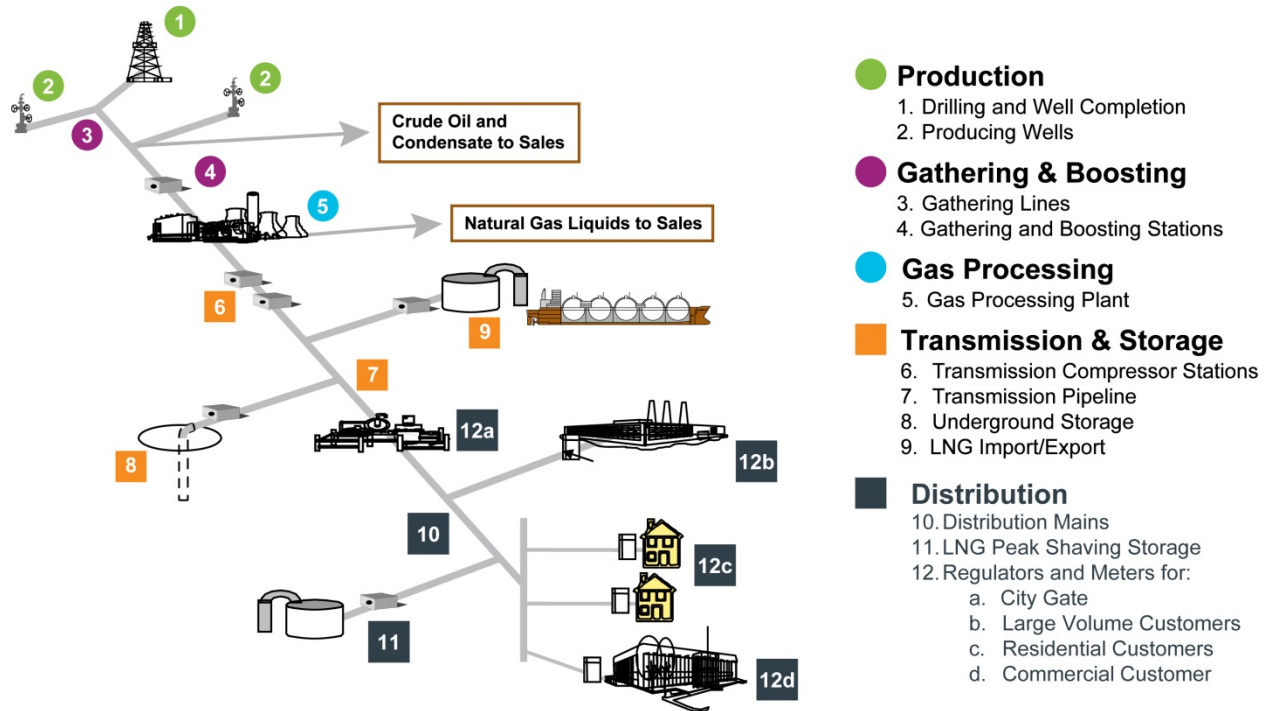 1
2
2
3
Crude Oil and
Condensate to Sales
4
5
Natural Gas Liquids to Sales
6
9
7
8
12a
12b
10
12c
11
12d
Production
1. Drilling and Well Completion
2. Producing Wells
Gathering & Boosting
3. Gathering Lines
4. Gathering and Boosting Stations
Gas Processing
5. Gas Processing Plant
Transmission & Storage
6. Transmission Compressor Stations
7. Transmission Pipeline
8. Underground Storage
9. LNG Import/Export
Distribution
10. Distribution Mains
11. LNG Peak Shaving Storage
12. Regulators and Meters for:
a. City Gate
b. Large Volume Customers
c. Residential Customers
d. Commercial Customer